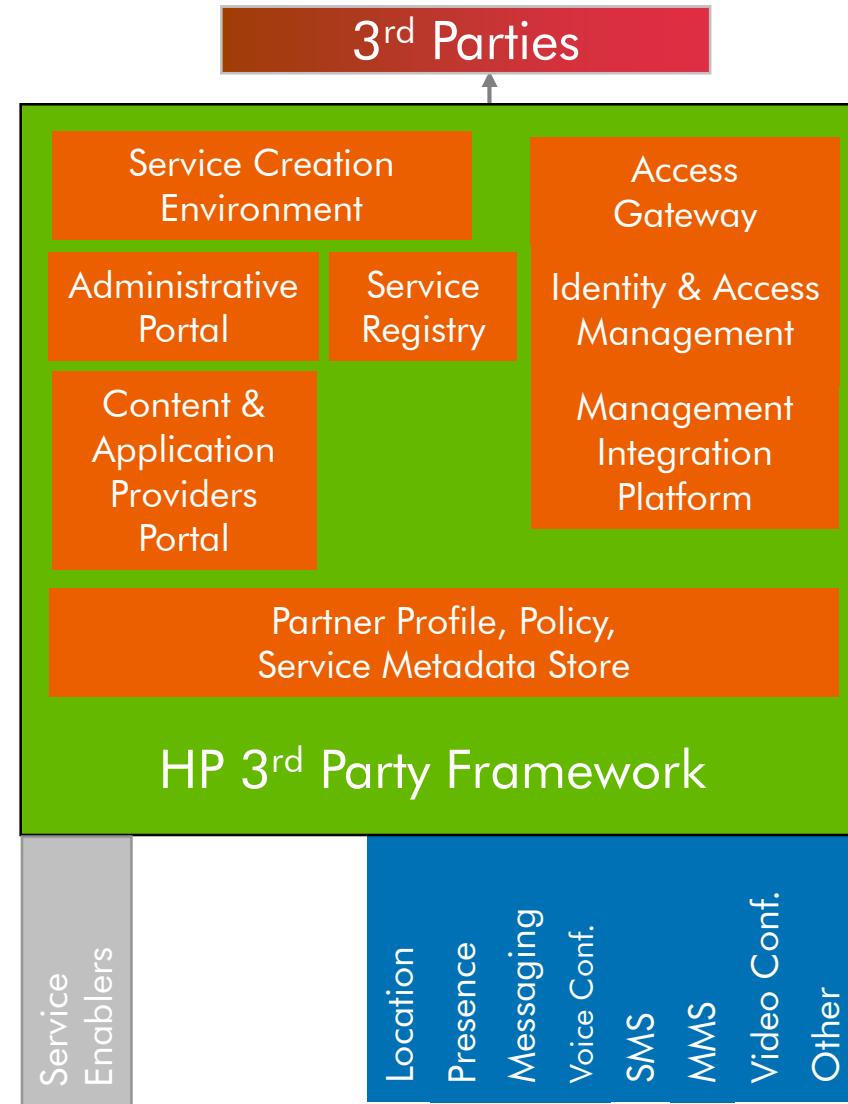 3rd Parties
Service Creation
Environment
Access
Gateway
Administrative
Portal
Service
Registry
Identity & Access
Management
Content &
Application
Providers
Portal
Management
Integration
Platform
Partner Profile, Policy,
Service Metadata Store
HP 3rd Party Framework
Service
Enablers
Location
Presence
Messaging
Voice Conf.
SMS
MMS
Video Conf.
Other